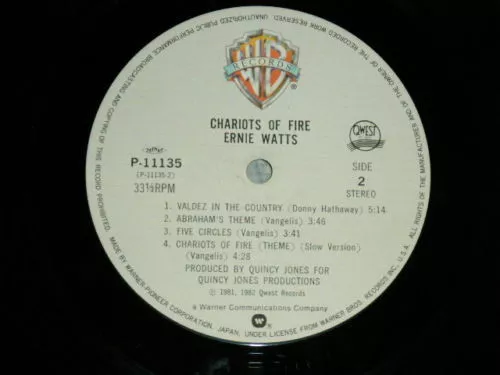 WB
RECORDS
CHARIOTS OF FIRE
ERNIE WATTS
QWEST
P-11135
(P-11135-2)
33⅓RPM
SIDE
2
STEREO
1. VALDEZ IN THE COUNTRY (Donny Hathaway) 5:14
2. ABRAHAM'S THEME (Vangelis) 3:46
3. FIVE CIRCLES (Vangelis) 3:41
4. CHARIOTS OF FIRE (THEME) (Slow Version)
(Vangelis) 4:28
PRODUCED BY QUINCY JONES FOR
QUINCY JONES PRODUCTIONS
Ⓟ 1981, 1982 Qwest Records
a Warner Communications Company
MADE BY WARNER-PIONEER CORPORATION, JAPAN, UNDER LICENSE FROM WARNER BROS. RECORDS INC. U.S.A. ALL RIGHTS OF THE MANUFACTURER AND OF THE OWNER OF THE RECORDED WORK RESERVED. UNAUTHORIZED PUBLIC PERFORMANCE, BROADCASTING AND COPYING OF THIS RECORD PROHIBITED.